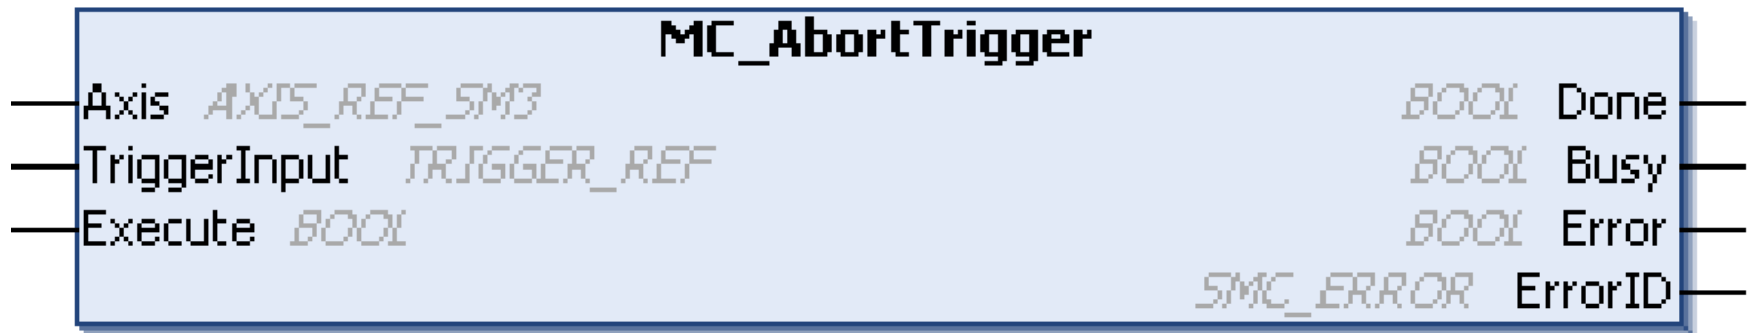 MC_AbortTrigger
Axis AXIS_REF_SM3 BOOL Done
TriggerInput TRIGGER_REF BOOL Busy
Execute BOOL BOOL Error
SMC_ERROR ErrorID